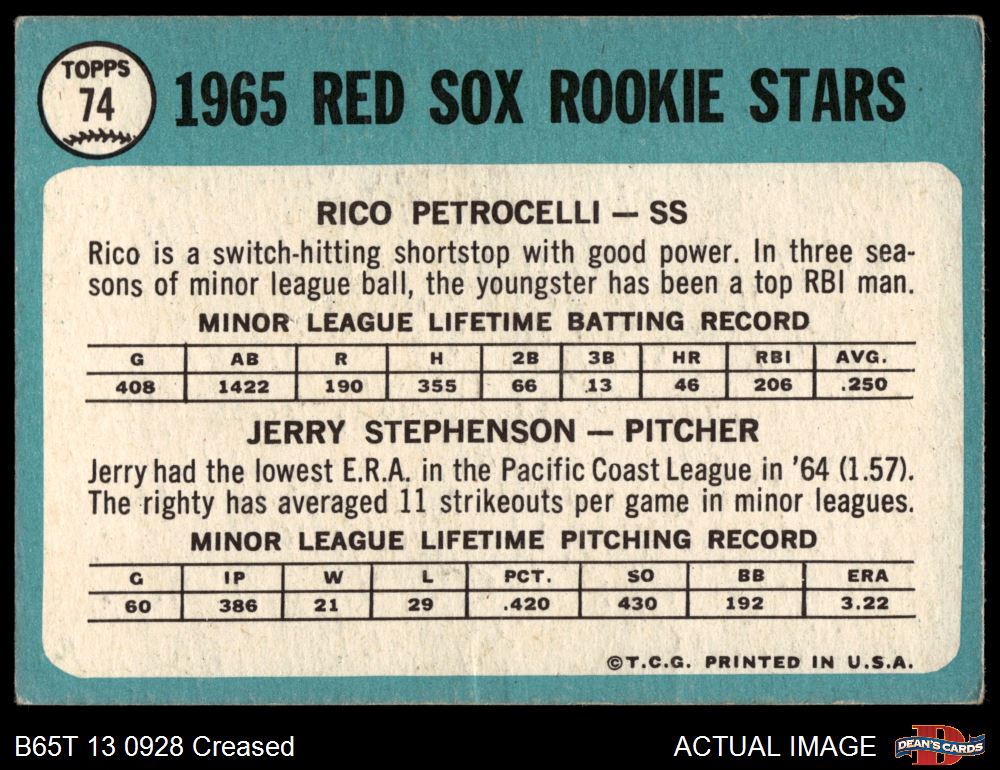 TOPPS
74
1965 RED SOX ROOKIE STARS
RICO PETROCELLI — SS
Rico is a switch-hitting shortstop with good power. In three sea-
sons of minor league ball, the youngster has been a top RBI man.
MINOR LEAGUE LIFETIME BATTING RECORD
G AB R H 2B 3B HR RBI AVG.
408 1422 190 355 66 13 46 206 .250
JERRY STEPHENSON — PITCHER
Jerry had the lowest E.R.A. in the Pacific Coast League in '64 (1.57).
The righty has averaged 11 strikeouts per game in minor leagues.
MINOR LEAGUE LIFETIME PITCHING RECORD
G IP W L PCT. SO BB ERA
60 386 21 29 .420 430 192 3.22
©T.C.G. PRINTED IN U.S.A.
B65T 13 0928 Creased
ACTUAL IMAGE
D
DEAN'S CARDS